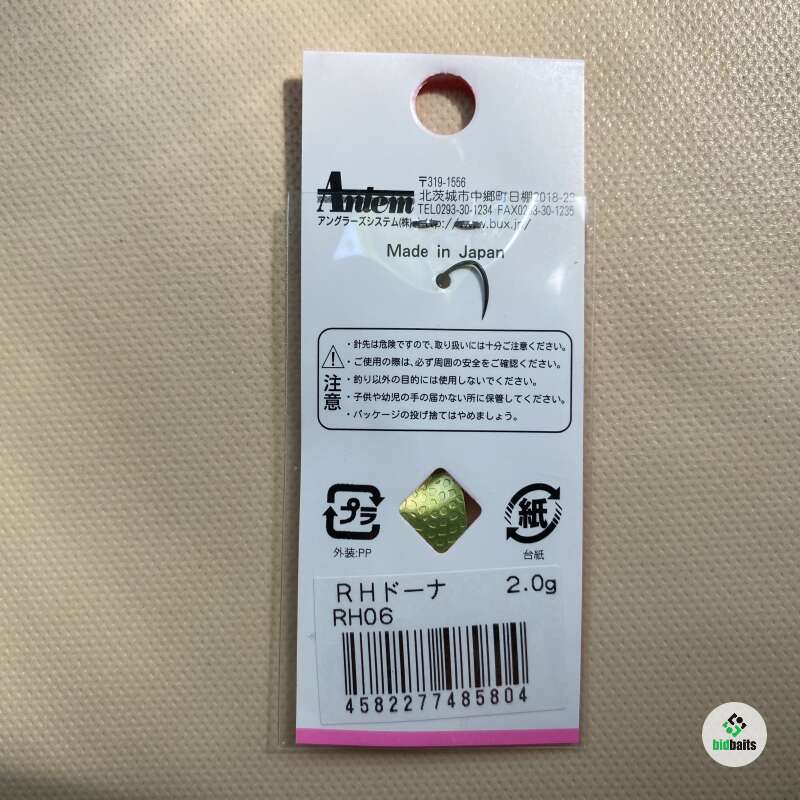 Antem
〒319-1556
北茨城市中郷町日棚2018-22
TEL0293-30-1234 FAX0293-30-1235
アングラーズシステム(株) http://www.bux.jp/
Made in Japan
注意
・針先は危険ですので、取り扱いには十分ご注意ください。
・ご使用の際は、必ず周囲の安全をご確認ください。
・釣り以外の目的には使用しないでください。
・子供や幼児の手の届かない所に保管してください。
・パッケージの投げ捨てはやめましょう。
プラ
外装:PP
紙
台紙
RHドーナ 2.0g
RH06
4582277485804
bidbaits